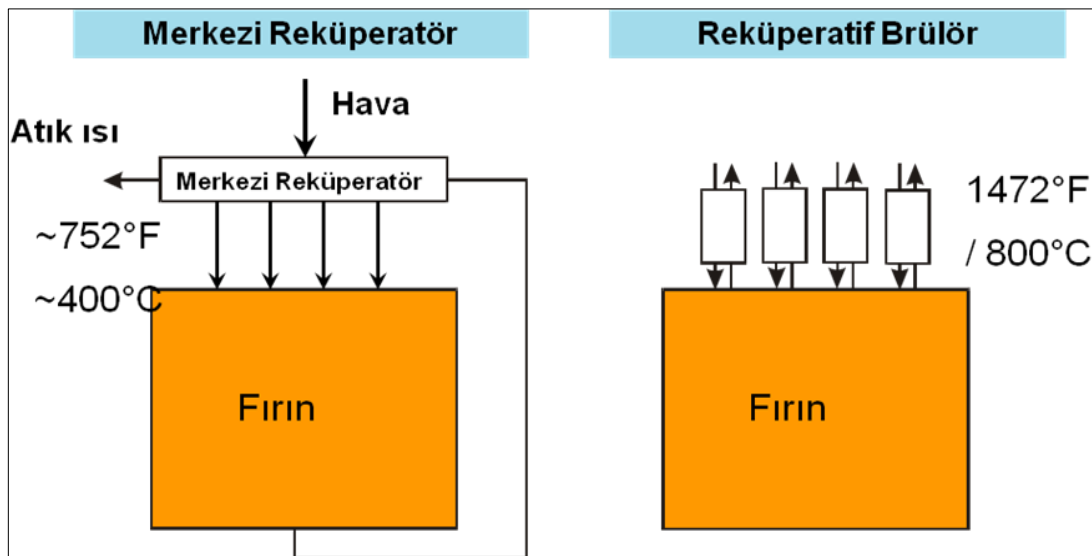 Merkezi Reküperatör
Hava
Atık ısı
Merkezi Reküperatör
~752°F
~400°C
Fırın
Reküperatif Brülör
1472°F
/ 800°C
Fırın